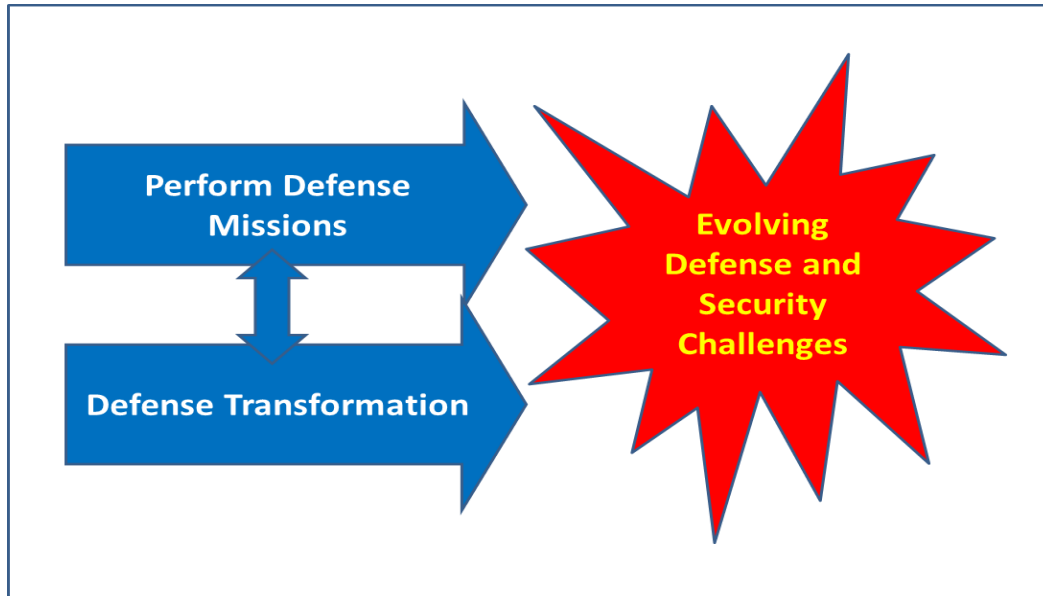 Perform Defense
Missions
Defense Transformation
Evolving
Defense and
Security
Challenges